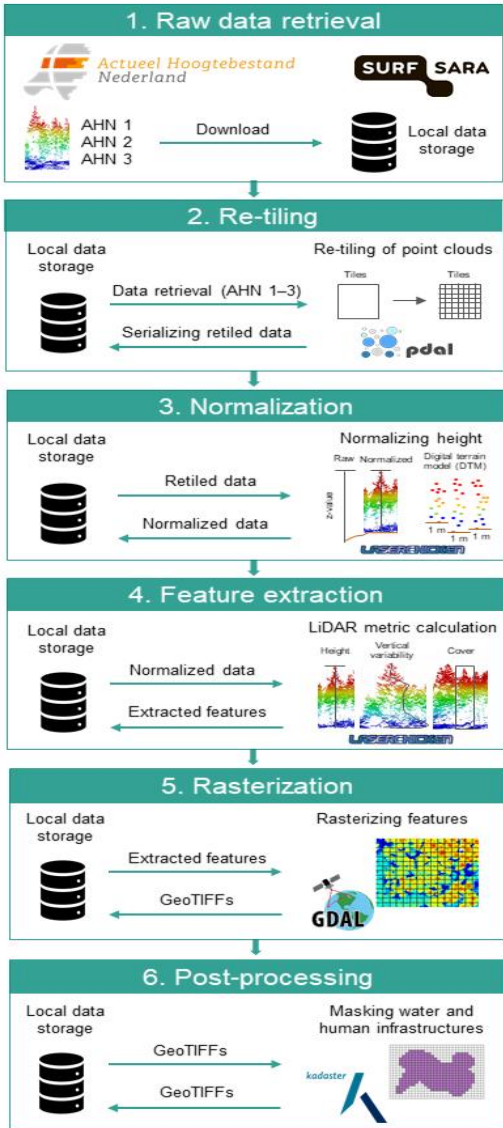 1. Raw data retrieval
Actueel Hoogtebestand
Nederland
SURF SARA
AHN 1
AHN 2
AHN 3
Download
Local data
storage
2. Re-tiling
Local data
storage
Re-tiling of point clouds
Tiles
Tiles
Data retrieval (AHN 1–3)
Serializing retiled data
pdal
3. Normalization
Local data
storage
Normalizing height
Raw
Normalized
Digital terrain
model (DTM)
Retiled data
z-value
Normalized data
1 m
1 m
1 m
LASERCHICKEN
4. Feature extraction
Local data
storage
LiDAR metric calculation
Height
Vertical
variability
Cover
Normalized data
Extracted features
LASERCHICKEN
5. Rasterization
Local data
storage
Rasterizing features
Extracted features
GeoTIFFs
GDAL
6. Post-processing
Local data
storage
Masking water and
human infrastructures
GeoTIFFs
kadaster
GeoTIFFs